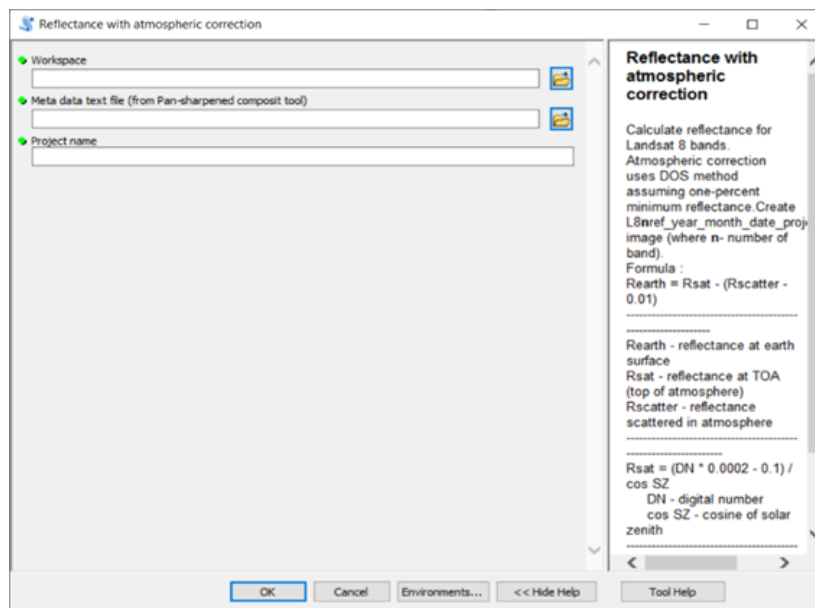 Reflectance with atmospheric correction
Workspace
Meta data text file (from Pan-sharpened composit tool)
Project name
Reflectance with
atmospheric
correction
Calculate reflectance for
Landsat 8 bands.
Atmospheric correction
uses DOS method
assuming one-percent
minimum reflectance.Create
L8nref_year_month_date_proj
image (where n- number of
band).
Formula :
Rearth = Rsat - (Rscatter -
0.01)
-----------------------------------------
--------------------
Rearth - reflectance at earth
surface
Rsat - reflectance at TOA
(top of atmosphere)
Rscatter - reflectance
scattered in atmosphere
-----------------------------------------
-----------------------
Rsat = (DN * 0.0002 - 0.1) /
cos SZ
DN - digital number
cos SZ - cosine of solar
zenith
-----------------------------------------
OK Cancel Environments... << Hide Help Tool Help